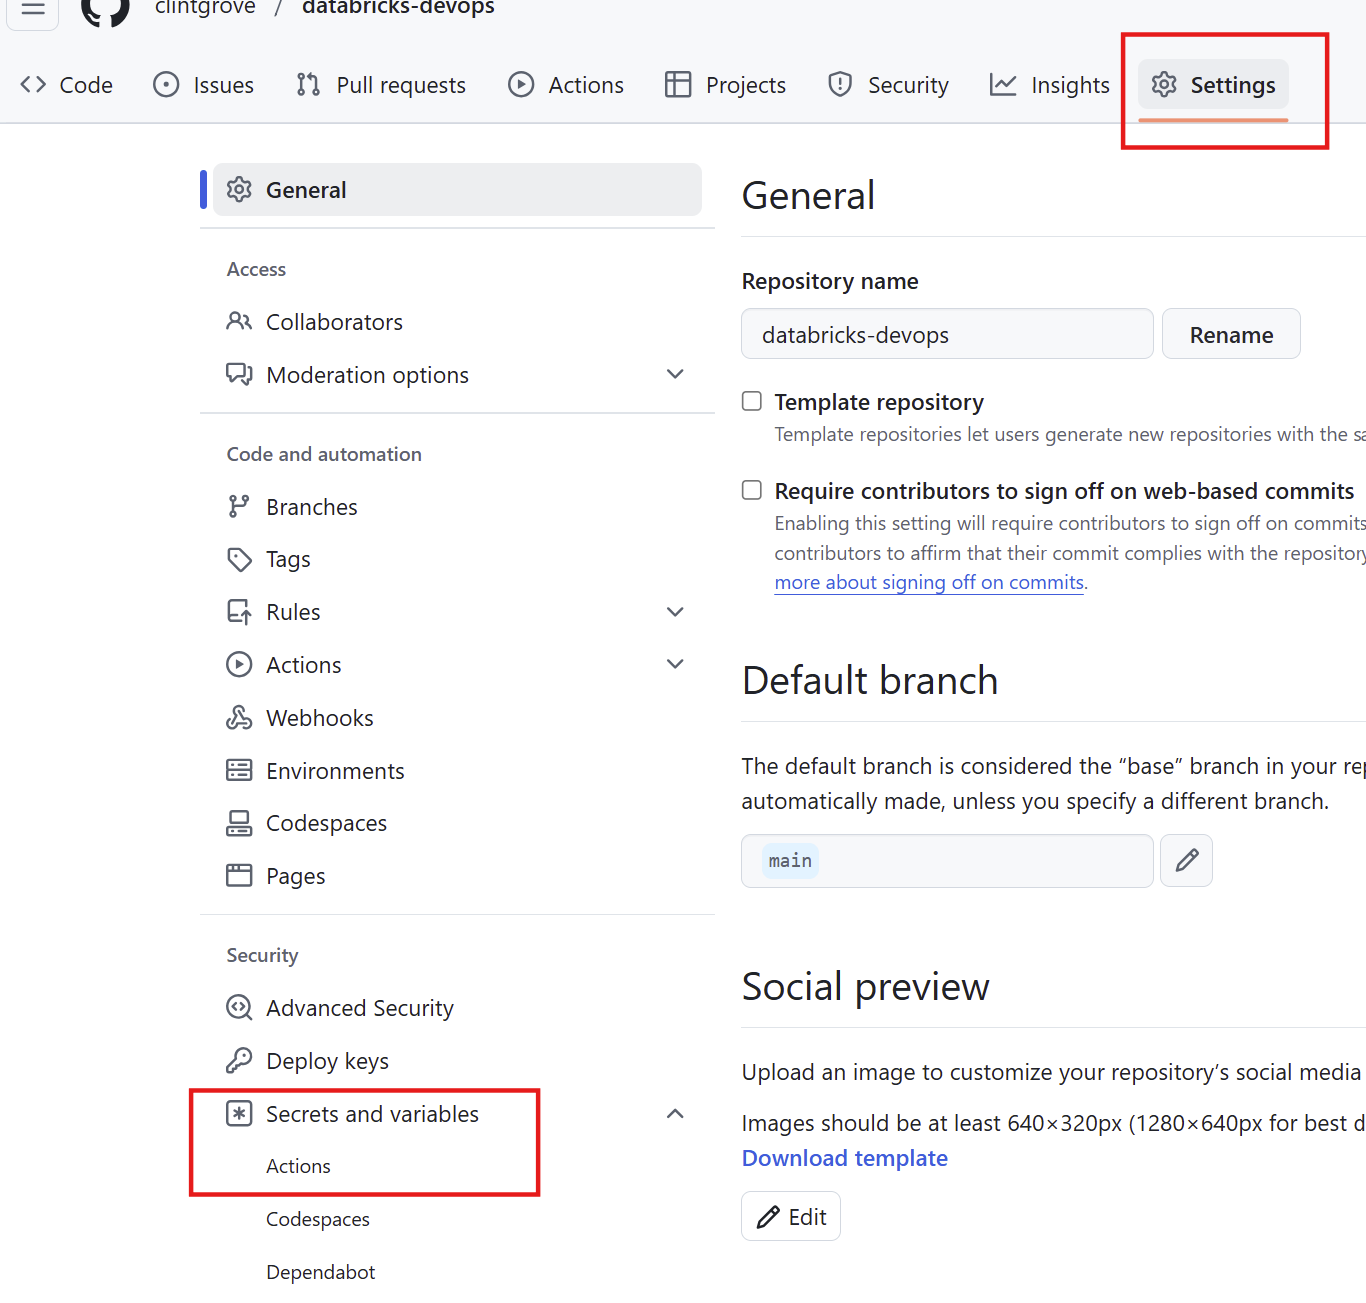 clintgrove / databricks-devops
Code Issues Pull requests Actions Projects Security Insights Settings
General
Access
Collaborators
Moderation options
Code and automation
Branches
Tags
Rules
Actions
Webhooks
Environments
Codespaces
Pages
Security
Advanced Security
Deploy keys
Secrets and variables
Actions
Codespaces
Dependabot
General
Repository name
databricks-devops Rename
Template repository
Template repositories let users generate new repositories with the sa
Require contributors to sign off on web-based commits
Enabling this setting will require contributors to sign off on commits
contributors to affirm that their commit complies with the repository
more about signing off on commits.
Default branch
The default branch is considered the “base” branch in your rep
automatically made, unless you specify a different branch.
main
Social preview
Upload an image to customize your repository’s social media
Images should be at least 640×320px (1280×640px for best d
Download template
Edit